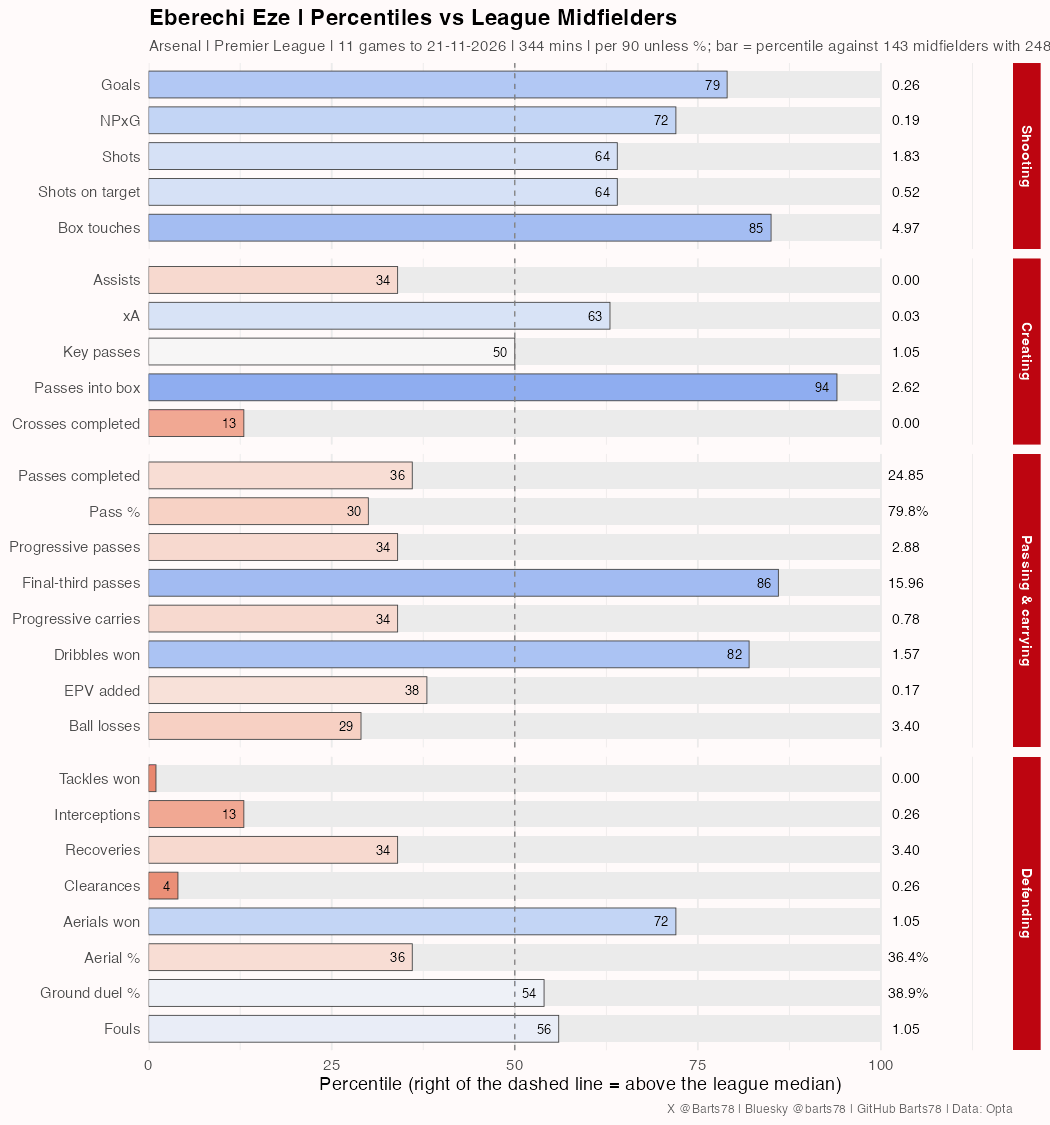 Eberechi Eze | Percentiles vs League Midfielders
Arsenal | Premier League | 11 games to 21-11-2026 | 344 mins | per 90 unless %; bar = percentile against 143 midfielders with 248
Shooting
Goals 79 0.26
NPxG 72 0.19
Shots 64 1.83
Shots on target 64 0.52
Box touches 85 4.97
Creating
Assists 34 0.00
xA 63 0.03
Key passes 50 1.05
Passes into box 94 2.62
Crosses completed 13 0.00
Passing & carrying
Passes completed 36 24.85
Pass % 30 79.8%
Progressive passes 34 2.88
Final-third passes 86 15.96
Progressive carries 34 0.78
Dribbles won 82 1.57
EPV added 38 0.17
Ball losses 29 3.40
Defending
Tackles won 0.00
Interceptions 13 0.26
Recoveries 34 3.40
Clearances 4 0.26
Aerials won 72 1.05
Aerial % 36 36.4%
Ground duel % 54 38.9%
Fouls 56 1.05
0 25 50 75 100
Percentile (right of the dashed line = above the league median)
X @Barts78 | Bluesky @barts78 | GitHub Barts78 | Data: Opta